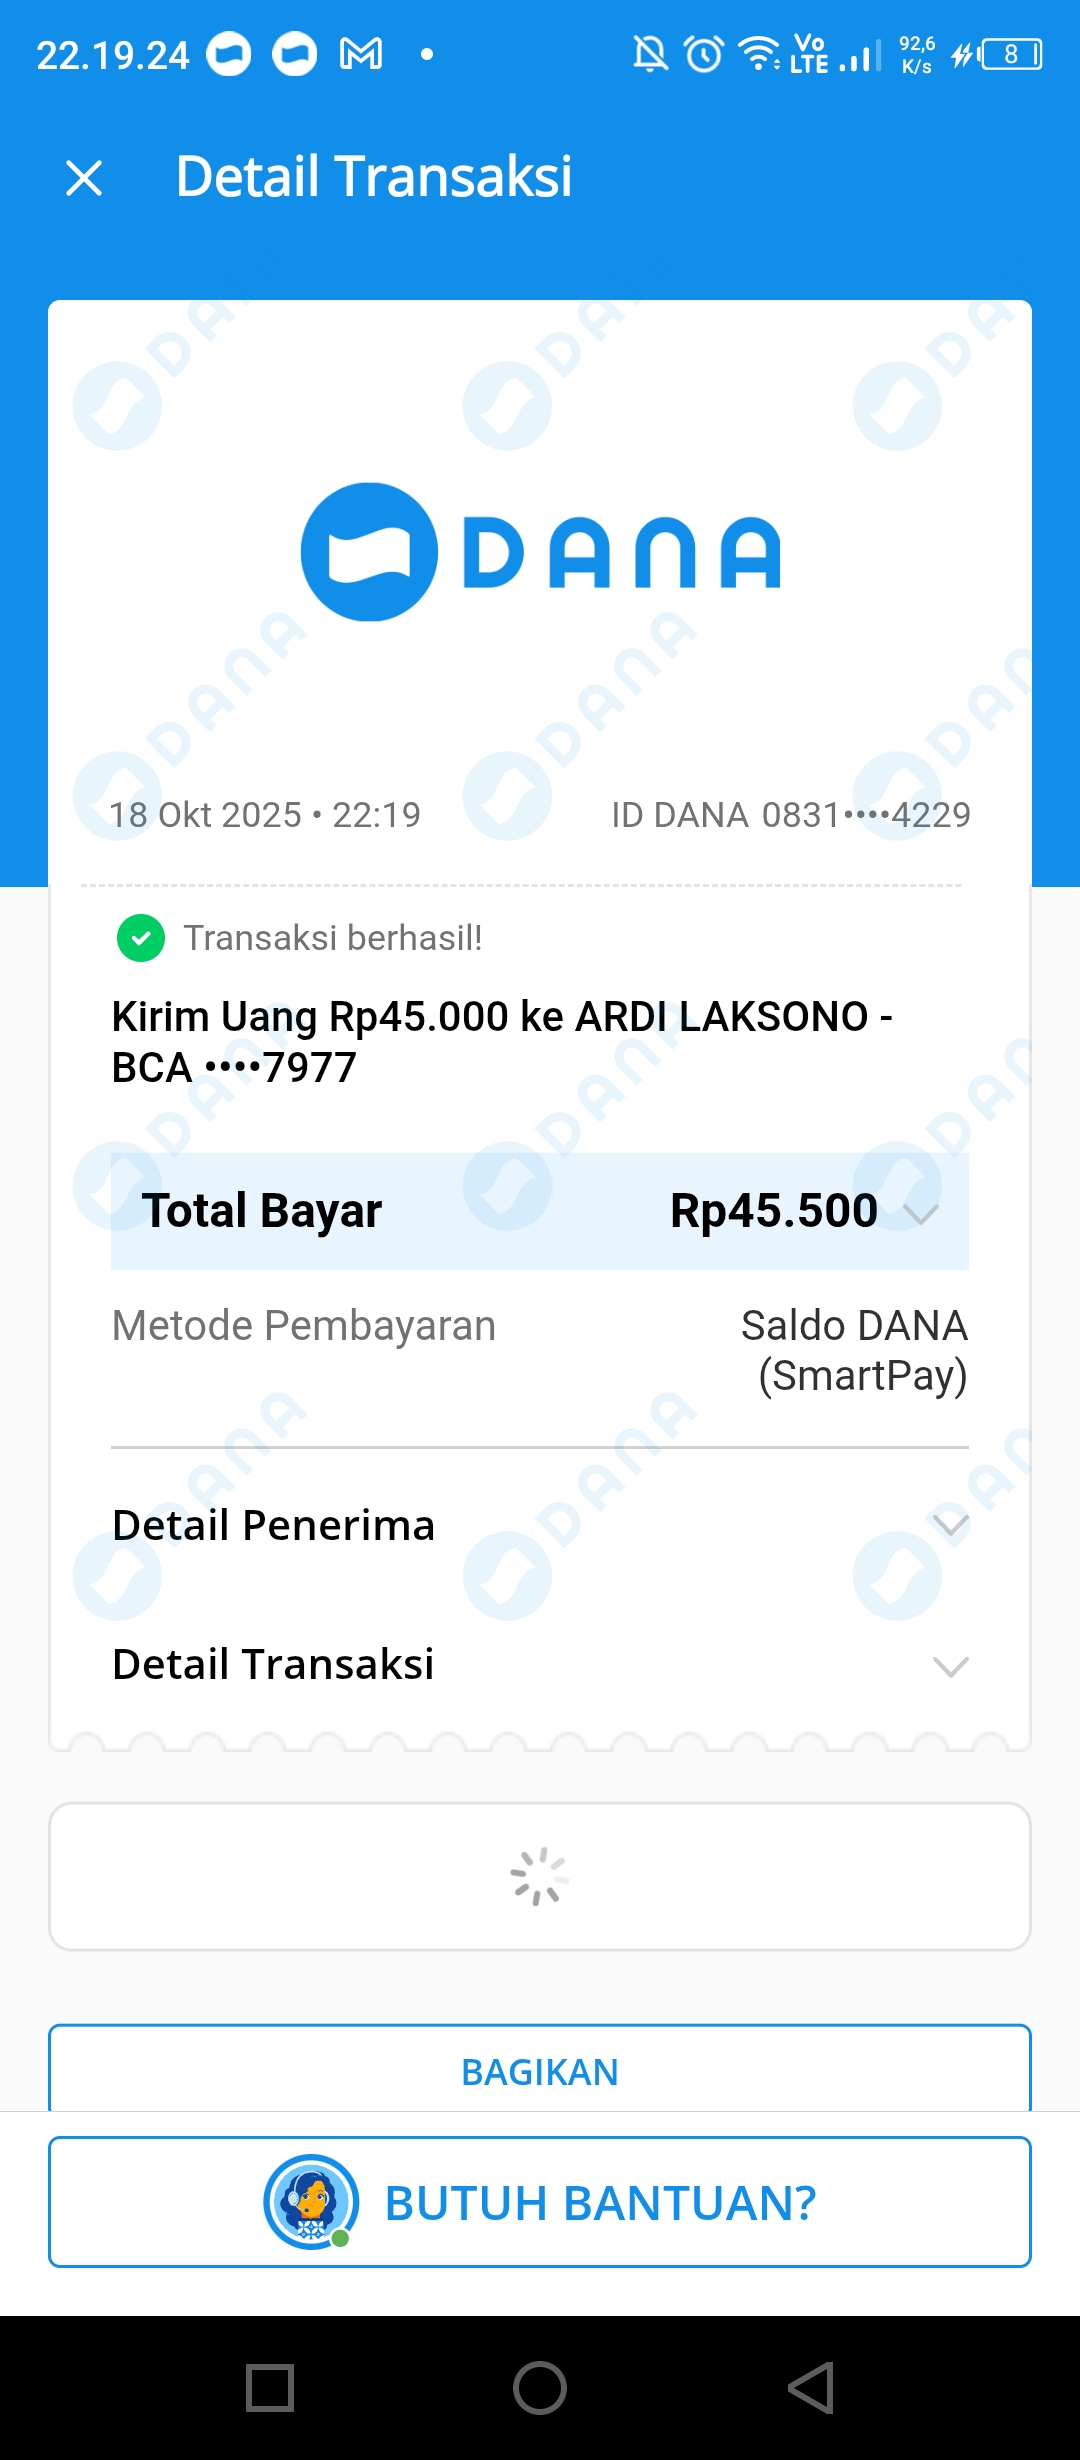 22.19.24
Vo
LTE
92,6
K/s
8
Detail Transaksi
DANA
18 Okt 2025 • 22:19
ID DANA 0831••••4229
Transaksi berhasil!
Kirim Uang Rp45.000 ke ARDI LAKSONO -
BCA ••••7977
Total Bayar Rp45.500
Metode Pembayaran Saldo DANA
(SmartPay)
Detail Penerima
Detail Transaksi
BAGIKAN
BUTUH BANTUAN?